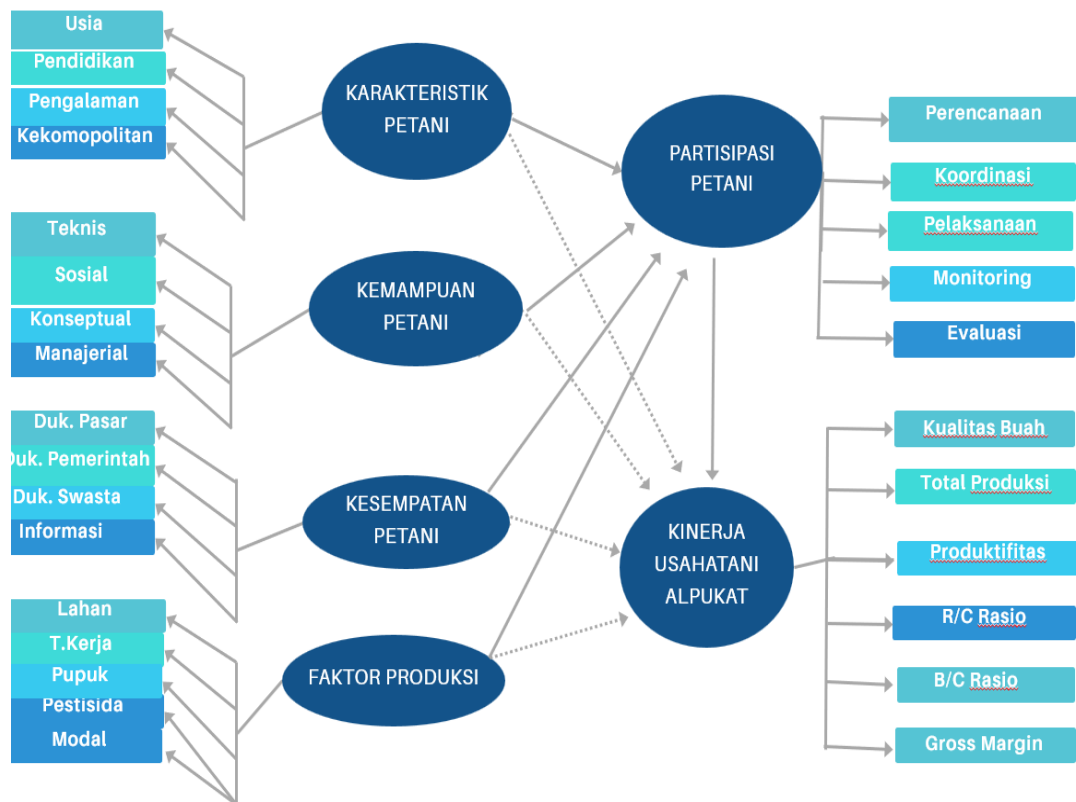 Usia
Pendidikan
Pengalaman
Kekomopolitan
Teknis
Sosial
Konseptual
Manajerial
Duk. Pasar
Duk. Pemerintah
Duk. Swasta
Informasi
Lahan
T.Kerja
Pupuk
Pestisida
Modal
KARAKTERISTIK
PETANI
KEMAMPUAN
PETANI
KESEMPATAN
PETANI
FAKTOR PRODUKSI
PARTISIPASI
PETANI
KINERJA
USAHATANI
ALPUKAT
Perencanaan
Koordinasi
Pelaksanaan
Monitoring
Evaluasi
Kualitas Buah
Total Produksi
Produktifitas
R/C Rasio
B/C Rasio
Gross Margin